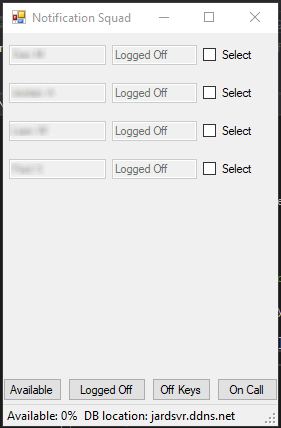 Notification Squad
Logged Off Select
Logged Off Select
Logged Off Select
Logged Off Select
Available Logged Off Off Keys On Call
Available: 0% DB location: jardsvr.ddns.net